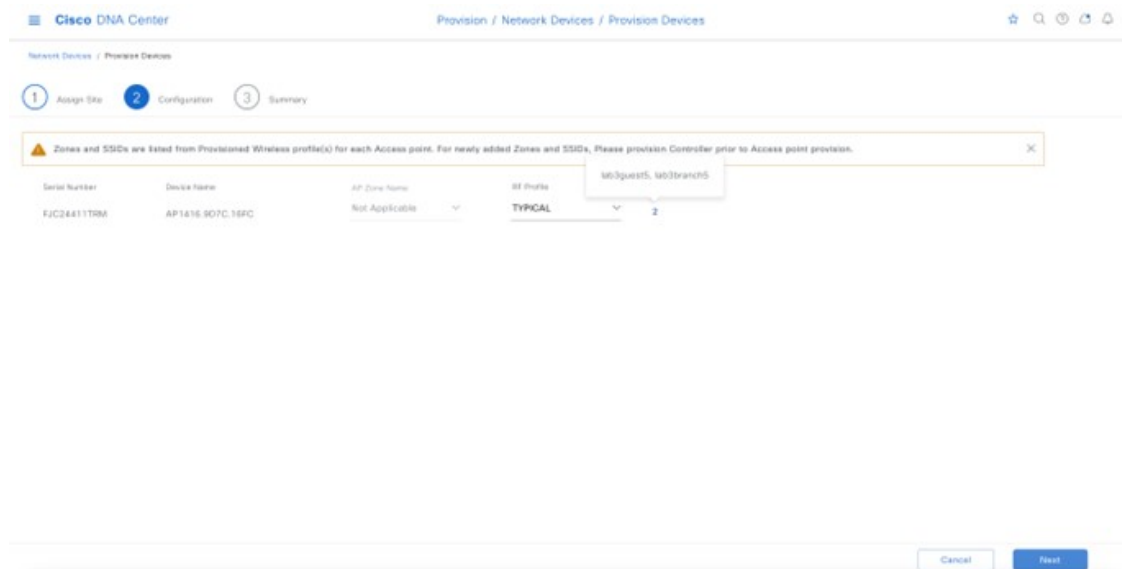 Cisco DNA Center
Provision / Network Devices / Provision Devices
Network Devices / Provision Devices
1 Assign Site 2 Configuration 3 Summary
Zones and SSIDs are listed from Provisioned Wireless profile(s) for each Access point. For newly added Zones and SSIDs, Please provision Controller prior to Access point provision.
lab3guest5, lab3branch5
Serial Number Device Name AP Zone Name RF Profile
FJC24411TRM AP1416.9D7C.16FC Not Applicable TYPICAL 2
Cancel Next